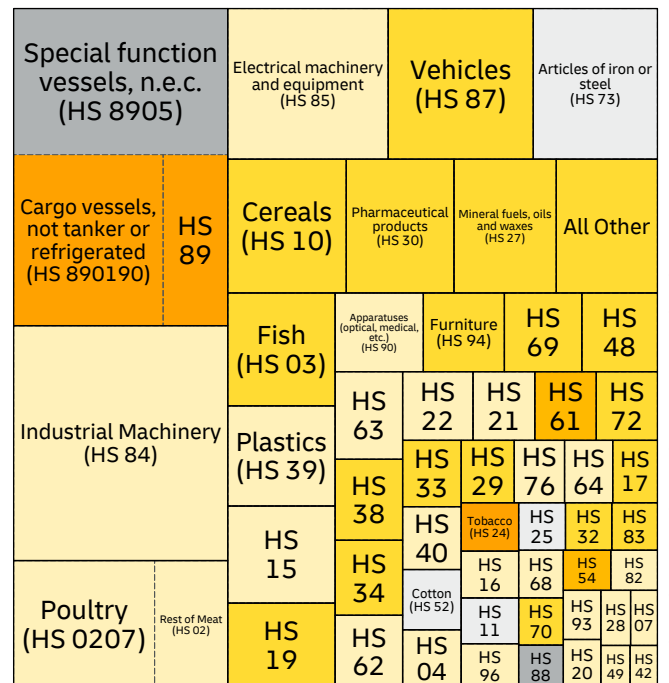 Special function
vessels, n.e.c.
(HS 8905)
Electrical machinery
and equipment
(HS 85)
Vehicles
(HS 87)
Articles of iron or
steel
(HS 73)
Cargo vessels,
not tanker or
refrigerated
(HS 890190)
HS
89
Cereals
(HS 10)
Pharmaceutical
products
(HS 30)
Mineral fuels, oils
and waxes
(HS 27)
All Other
Industrial Machinery
(HS 84)
Fish
(HS 03)
Apparatuses
(optical, medical,
etc.)
(HS 90)
Furniture
(HS 94)
HS
69
HS
48
Plastics
(HS 39)
HS
63
HS
22
HS
21
HS
61
HS
72
HS
38
HS
33
HS
29
HS
76
HS
64
HS
17
HS
15
HS
34
HS
40
Tobacco
(HS 24)
HS
25
HS
32
HS
83
HS
16
HS
68
HS
54
HS
82
Poultry
(HS 0207)
Rest of Meat
(HS 02)
HS
19
HS
62
Cotton
(HS 52)
HS
04
HS
11
HS
70
HS
93
HS
28
HS
07
HS
96
HS
88
HS
20
HS
49
HS
42